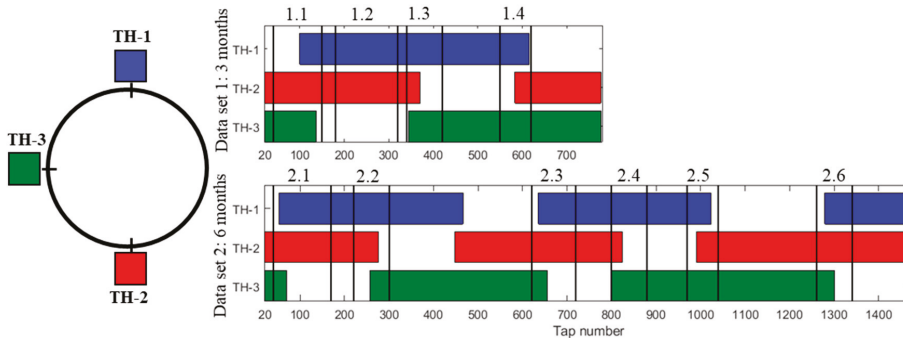 TH-1
TH-3
TH-2
1.1 1.2 1.3 1.4
Data set 1: 3 months
TH-1
TH-2
TH-3
20 100 200 300 400 500 600 700
2.1 2.2 2.3 2.4 2.5 2.6
Data set 2: 6 months
TH-1
TH-2
TH-3
20 100 200 300 400 500 600 700 800 900 1000 1100 1200 1300 1400
Tap number